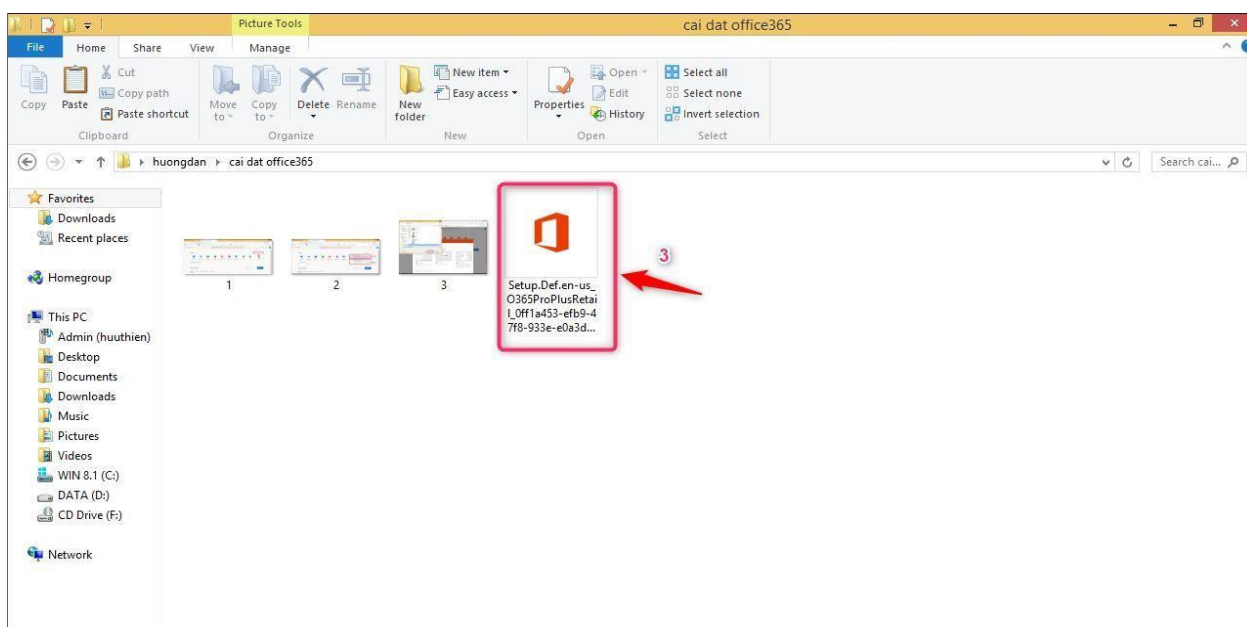 Picture Tools
cai dat office365
File Home Share View Manage
Copy
Paste
Cut
Copy path
Paste shortcut
Clipboard
Move to
Copy to
Delete
Rename
Organize
New folder
New item
Easy access
New
Properties
Open
Edit
History
Open
Select all
Select none
Invert selection
Select
huongdan cai dat office365
Search cai...
Favorites
Downloads
Recent places
Homegroup
This PC
Admin (huuthien)
Desktop
Documents
Downloads
Music
Pictures
Videos
WIN 8.1 (C:)
DATA (D:)
CD Drive (F:)
Network
1
2
3
Setup.Def.en-us_
O365ProPlusRetai
l_0ff1a453-efb9-4
7f8-933e-e0a3d...
3